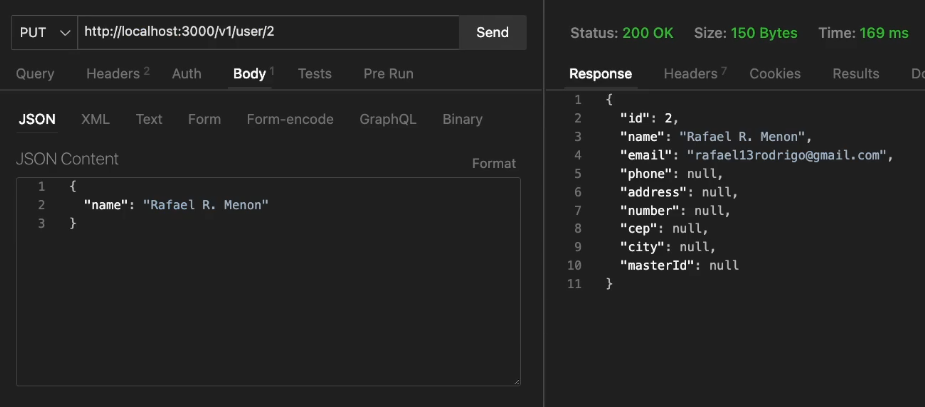 PUT http://localhost:3000/v1/user/2 Send
Query Headers 2 Auth Body 1 Tests Pre Run
JSON XML Text Form Form-encode GraphQL Binary
JSON Content
Format
1 {
2 "name": "Rafael R. Menon"
3 }
Status: 200 OK Size: 150 Bytes Time: 169 ms
Response Headers 7 Cookies Results Do
1 {
2 "id": 2,
3 "name": "Rafael R. Menon",
4 "email": "rafael13rodrigo@gmail.com",
5 "phone": null,
6 "address": null,
7 "number": null,
8 "cep": null,
9 "city": null,
10 "masterId": null
11 }